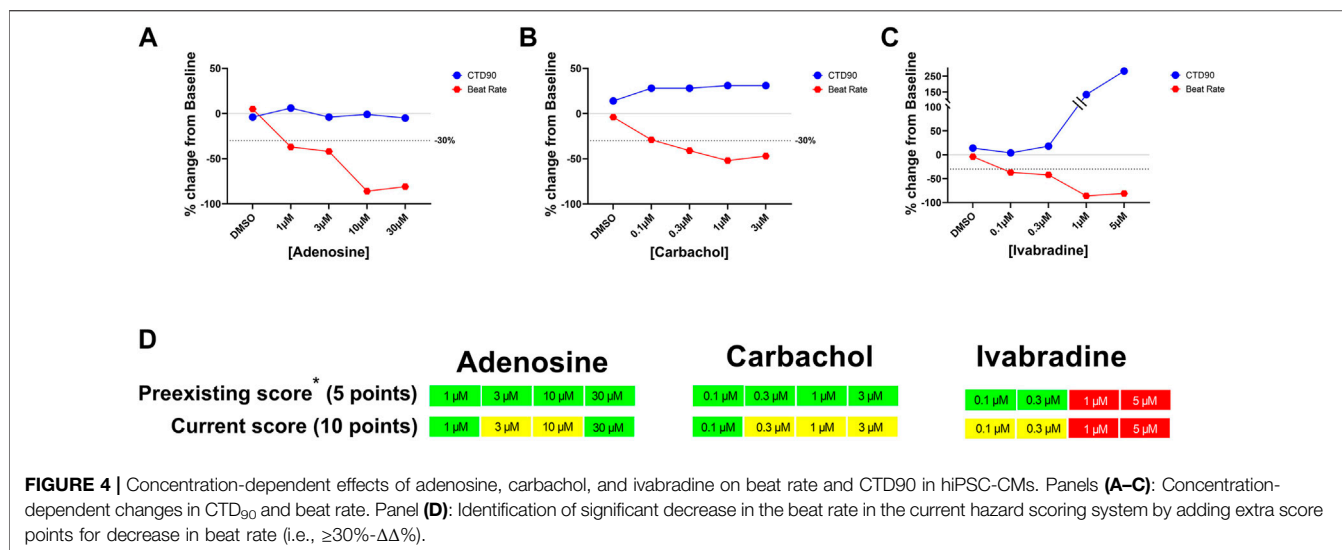 A
% change from Baseline
50
0
-50
-100
CTD90
Beat Rate
-30%
DMSO
1µM
3µM
10µM
30µM
[Adenosine]
B
% change from Baseline
50
0
-50
-100
CTD90
Beat Rate
-30%
DMSO
0.1µM
0.3µM
1µM
3µM
[Carbachol]
C
% change from Baseline
250
150
100
50
0
-50
-100
CTD90
Beat Rate
DMSO
0.1µM
0.3µM
1µM
5µM
[Ivabradine]
D
Adenosine Carbachol Ivabradine
Preexisting score* (5 points) 1 µM 3 µM 10 µM 30 µM 0.1 µM 0.3 µM 1 µM 3 µM 0.1 µM 0.3 µM 1 µM 5 µM
Current score (10 points) 1 µM 3 µM 10 µM 30 µM 0.1 µM 0.3 µM 1 µM 3 µM 0.1 µM 0.3 µM 1 µM 5 µM
FIGURE 4 | Concentration-dependent effects of adenosine, carbachol, and ivabradine on beat rate and CTD90 in hiPSC-CMs. Panels (A–C): Concentration-
dependent changes in CTD90 and beat rate. Panel (D): Identification of significant decrease in the beat rate in the current hazard scoring system by adding extra score
points for decrease in beat rate (i.e., ≥30%-ΔΔ%).